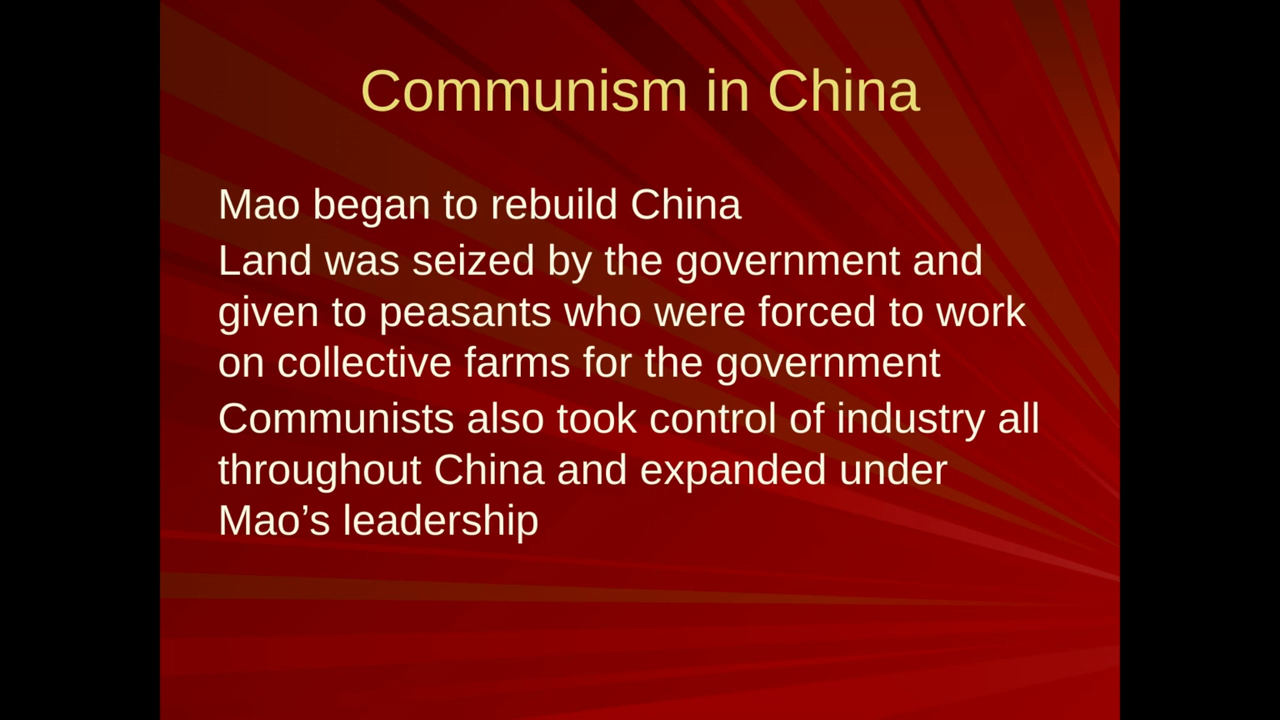 Communism in China
Mao began to rebuild China
Land was seized by the government and
given to peasants who were forced to work
on collective farms for the government
Communists also took control of industry all
throughout China and expanded under
Mao’s leadership